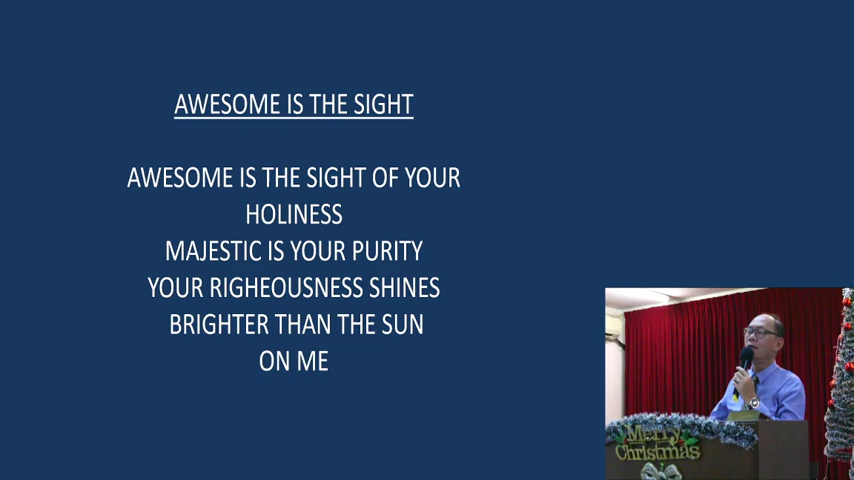 AWESOME IS THE SIGHT
AWESOME IS THE SIGHT OF YOUR
HOLINESS
MAJESTIC IS YOUR PURITY
YOUR RIGHEOUSNESS SHINES
BRIGHTER THAN THE SUN
ON ME
Merry
Christmas